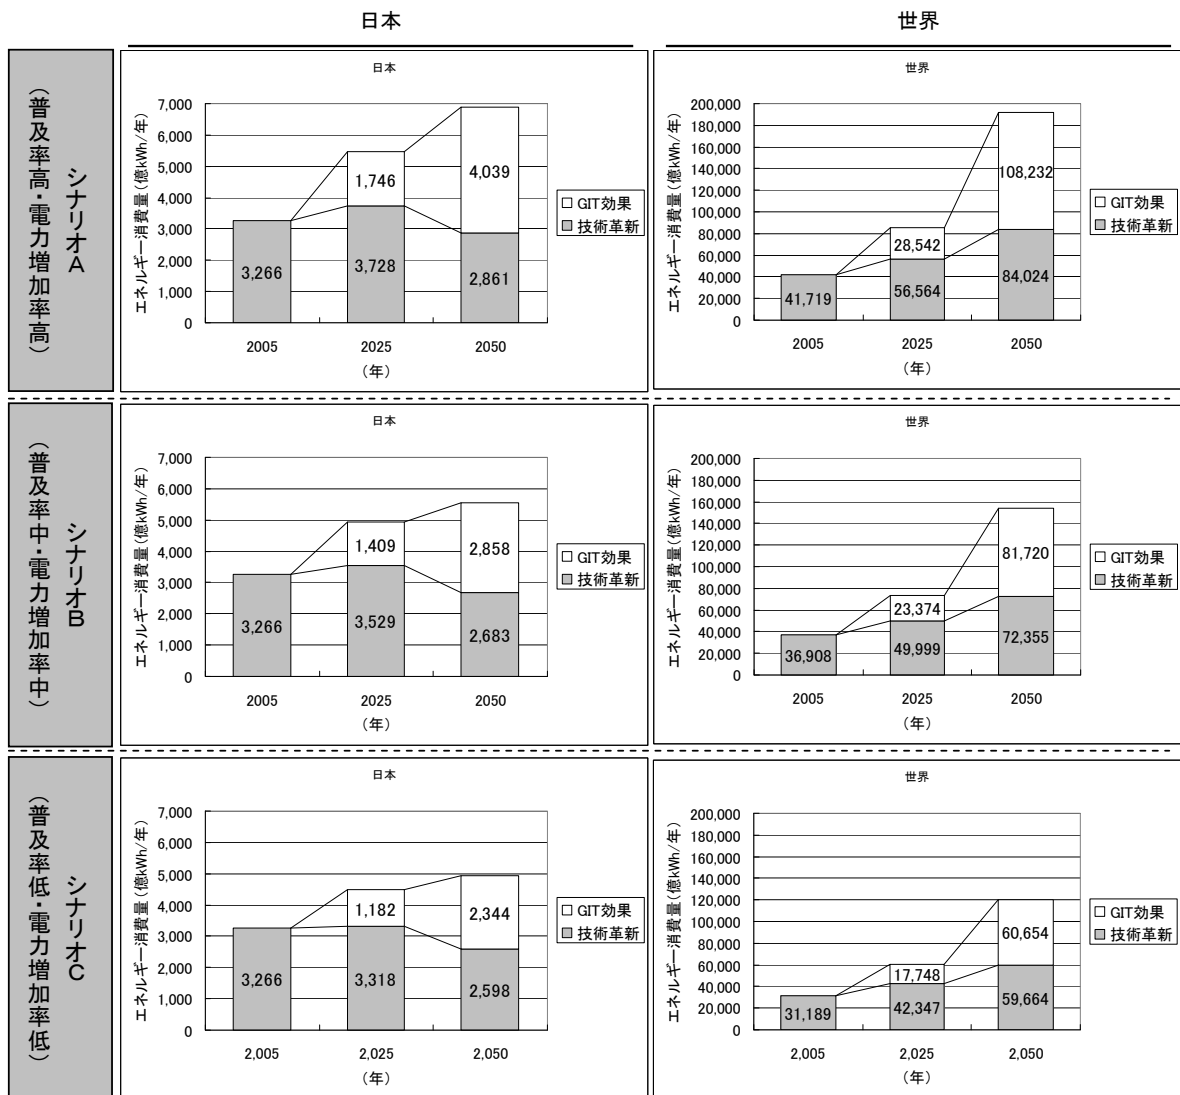 日本
世界
シナリオA
（普及率高・電力増加率高）
日本
エネルギー消費量（億kWh/年）
7,000
6,000
5,000
4,000
3,000
2,000
1,000
0
4,039
1,746
3,266
3,728
2,861
2005
2025
2050
（年）
GIT効果
技術革新
世界
エネルギー消費量（億kWh/年）
200,000
180,000
160,000
140,000
120,000
100,000
80,000
60,000
40,000
20,000
0
108,232
28,542
41,719
56,564
84,024
2005
2025
2050
（年）
GIT効果
技術革新
シナリオB
（普及率中・電力増加率中）
日本
エネルギー消費量（億kWh/年）
7,000
6,000
5,000
4,000
3,000
2,000
1,000
0
1,409
2,858
3,266
3,529
2,683
2005
2025
2050
（年）
GIT効果
技術革新
世界
エネルギー消費量（億kWh/年）
200,000
180,000
160,000
140,000
120,000
100,000
80,000
60,000
40,000
20,000
0
81,720
23,374
36,908
49,999
72,355
2005
2025
2050
（年）
GIT効果
技術革新
シナリオC
（普及率低・電力増加率低）
日本
エネルギー消費量（億kWh/年）
7,000
6,000
5,000
4,000
3,000
2,000
1,000
0
1,182
2,344
3,266
3,318
2,598
2,005
2,025
2,050
（年）
GIT効果
技術革新
世界
エネルギー消費量（億kWh/年）
200,000
180,000
160,000
140,000
120,000
100,000
80,000
60,000
40,000
20,000
0
60,654
17,748
31,189
42,347
59,664
2,005
2,025
2,050
（年）
GIT効果
技術革新